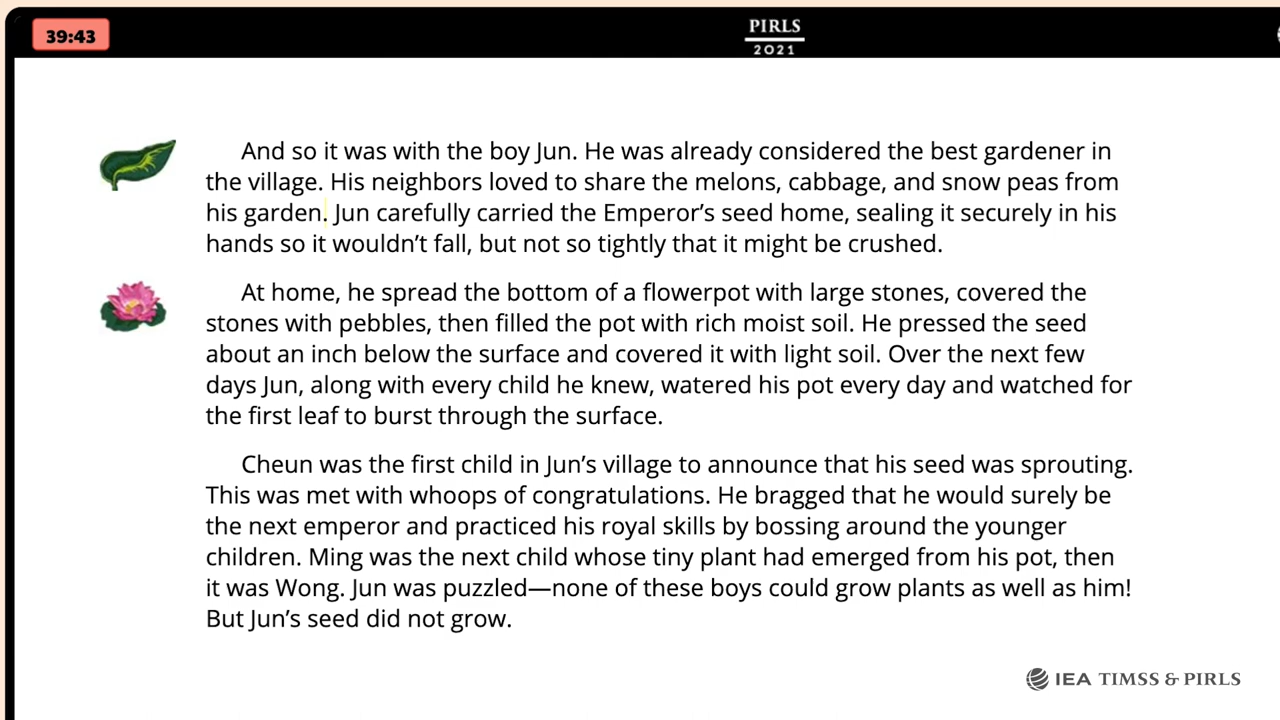 39:43
PIRLS
2021
And so it was with the boy Jun. He was already considered the best gardener in
the village. His neighbors loved to share the melons, cabbage, and snow peas from
his garden. Jun carefully carried the Emperor’s seed home, sealing it securely in his
hands so it wouldn’t fall, but not so tightly that it might be crushed.
At home, he spread the bottom of a flowerpot with large stones, covered the
stones with pebbles, then filled the pot with rich moist soil. He pressed the seed
about an inch below the surface and covered it with light soil. Over the next few
days Jun, along with every child he knew, watered his pot every day and watched for
the first leaf to burst through the surface.
Cheun was the first child in Jun’s village to announce that his seed was sprouting.
This was met with whoops of congratulations. He bragged that he would surely be
the next emperor and practiced his royal skills by bossing around the younger
children. Ming was the next child whose tiny plant had emerged from his pot, then
it was Wong. Jun was puzzled—none of these boys could grow plants as well as him!
But Jun’s seed did not grow.
IEA TIMSS & PIRLS